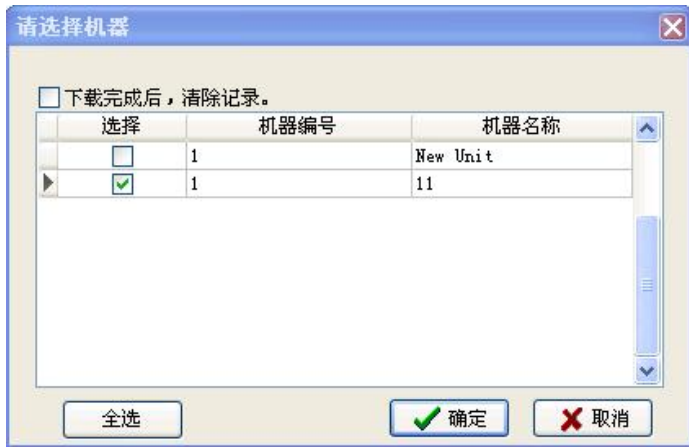 请选择机器
下载完成后，清除记录。
选择 机器编号 机器名称
1 New Unit
1 11
全选 确定 取消